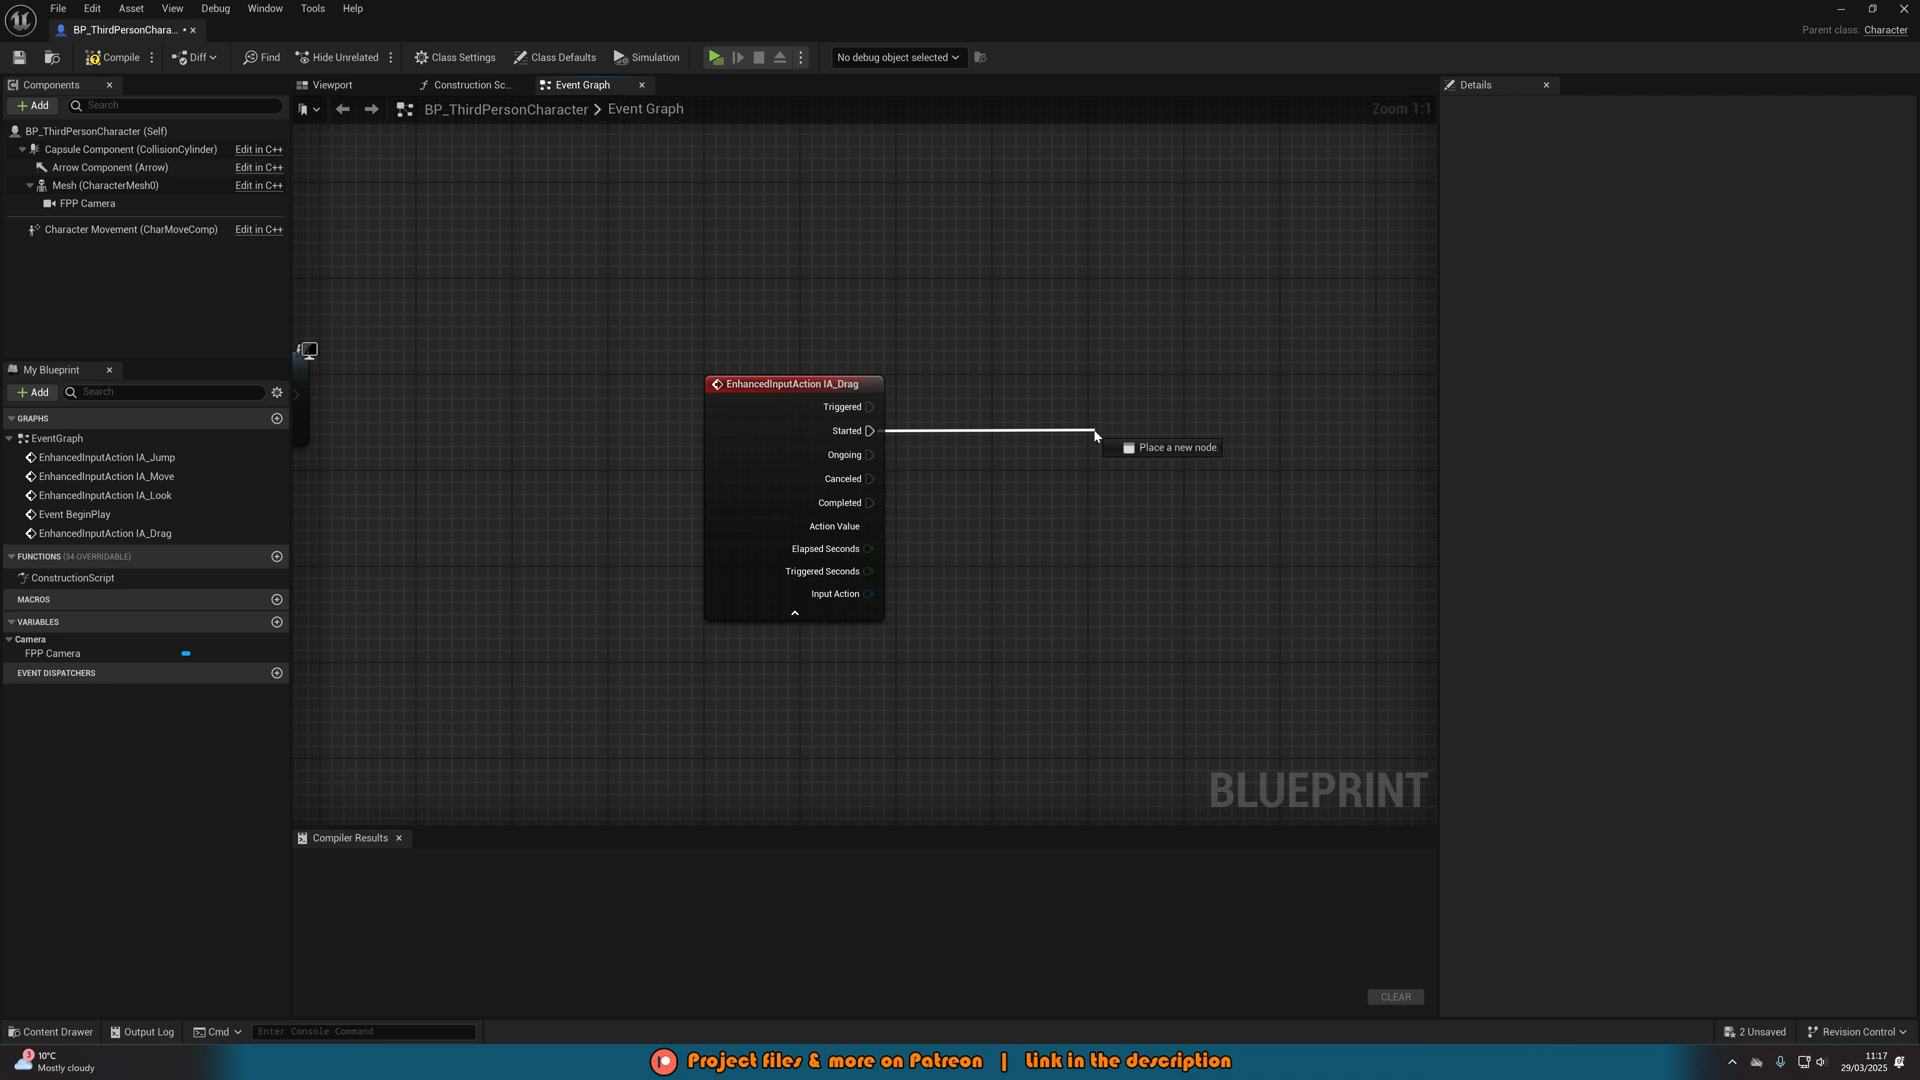 File Edit Asset View Debug Window Tools Help
BP_ThirdPersonChara...
Parent class: Character
Compile Diff Find Hide Unrelated Class Settings Class Defaults Simulation No debug object selected
Components
Viewport Construction Sc... Event Graph
Details
Add Search
BP_ThirdPersonCharacter > Event Graph
Zoom 1:1
BP_ThirdPersonCharacter (Self)
Capsule Component (CollisionCylinder) Edit in C++
Arrow Component (Arrow) Edit in C++
Mesh (CharacterMesh0) Edit in C++
FPP Camera
Character Movement (CharMoveComp) Edit in C++
My Blueprint
Add Search
GRAPHS
EventGraph
EnhancedInputAction IA_Jump
EnhancedInputAction IA_Move
EnhancedInputAction IA_Look
Event BeginPlay
EnhancedInputAction IA_Drag
FUNCTIONS (34 OVERRIDABLE)
ConstructionScript
MACROS
VARIABLES
Camera
FPP Camera
EVENT DISPATCHERS
EnhancedInputAction IA_Drag
Triggered
Started
Ongoing
Canceled
Completed
Action Value
Elapsed Seconds
Triggered Seconds
Input Action
Place a new node.
BLUEPRINT
Compiler Results
CLEAR
Content Drawer Output Log Cmd Enter Console Command
2 Unsaved Revision Control
3
10°C
Mostly cloudy
Project files & more on Patreon | Link in the description
11:17
29/03/2025